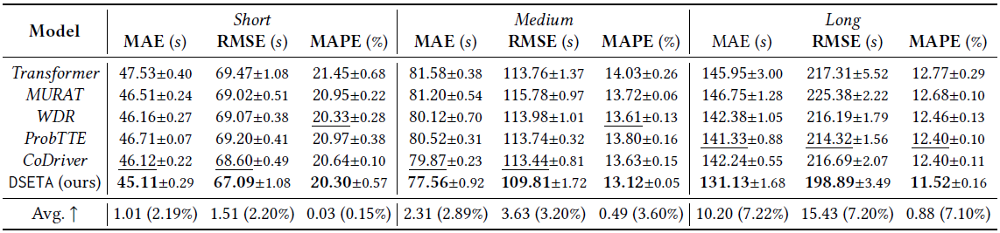 Model Short Medium Long
MAE (s) RMSE (s) MAPE (%) MAE (s) RMSE (s) MAPE (%) MAE (s) RMSE (s) MAPE (%)
Transformer 47.53±0.40 69.47±1.08 21.45±0.68 81.58±0.38 113.76±1.37 14.03±0.26 145.95±3.00 217.31±5.52 12.77±0.29
MURAT 46.51±0.24 69.02±0.51 20.95±0.22 81.20±0.54 115.78±0.97 13.72±0.06 146.75±1.28 225.38±2.22 12.68±0.10
WDR 46.16±0.27 69.07±0.38 20.33±0.28 80.12±0.70 113.98±1.01 13.61±0.13 142.38±1.05 216.19±1.79 12.46±0.13
ProbTTE 46.71±0.07 69.20±0.41 20.97±0.38 80.52±0.31 113.74±0.32 13.80±0.16 141.33±0.88 214.32±1.56 12.40±0.10
CoDriver 46.12±0.22 68.60±0.49 20.64±0.10 79.87±0.23 113.44±0.81 13.63±0.15 142.24±0.55 216.69±2.07 12.40±0.11
DSETA (ours) 45.11±0.29 67.09±1.08 20.30±0.57 77.56±0.92 109.81±1.72 13.12±0.05 131.13±1.68 198.89±3.49 11.52±0.16
Avg. ↑ 1.01 (2.19%) 1.51 (2.20%) 0.03 (0.15%) 2.31 (2.89%) 3.63 (3.20%) 0.49 (3.60%) 10.20 (7.22%) 15.43 (7.20%) 0.88 (7.10%)